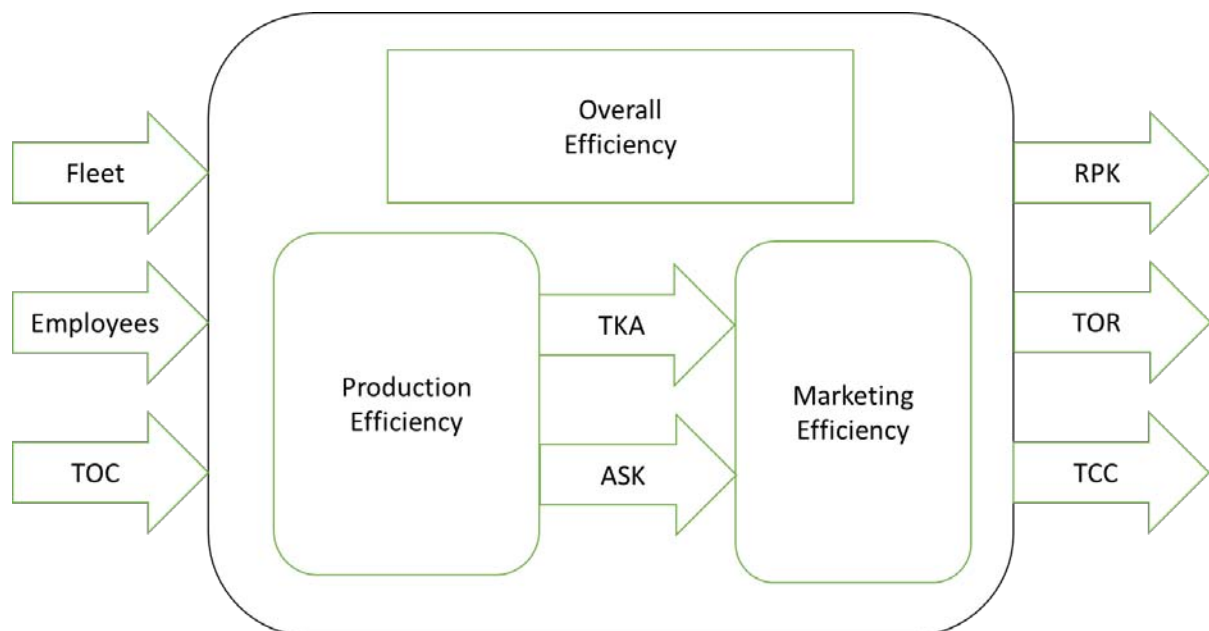 Overall
Efficiency
Fleet
RPK
Employees
TKA
TOR
Production
Efficiency
Marketing
Efficiency
TOC
ASK
TCC